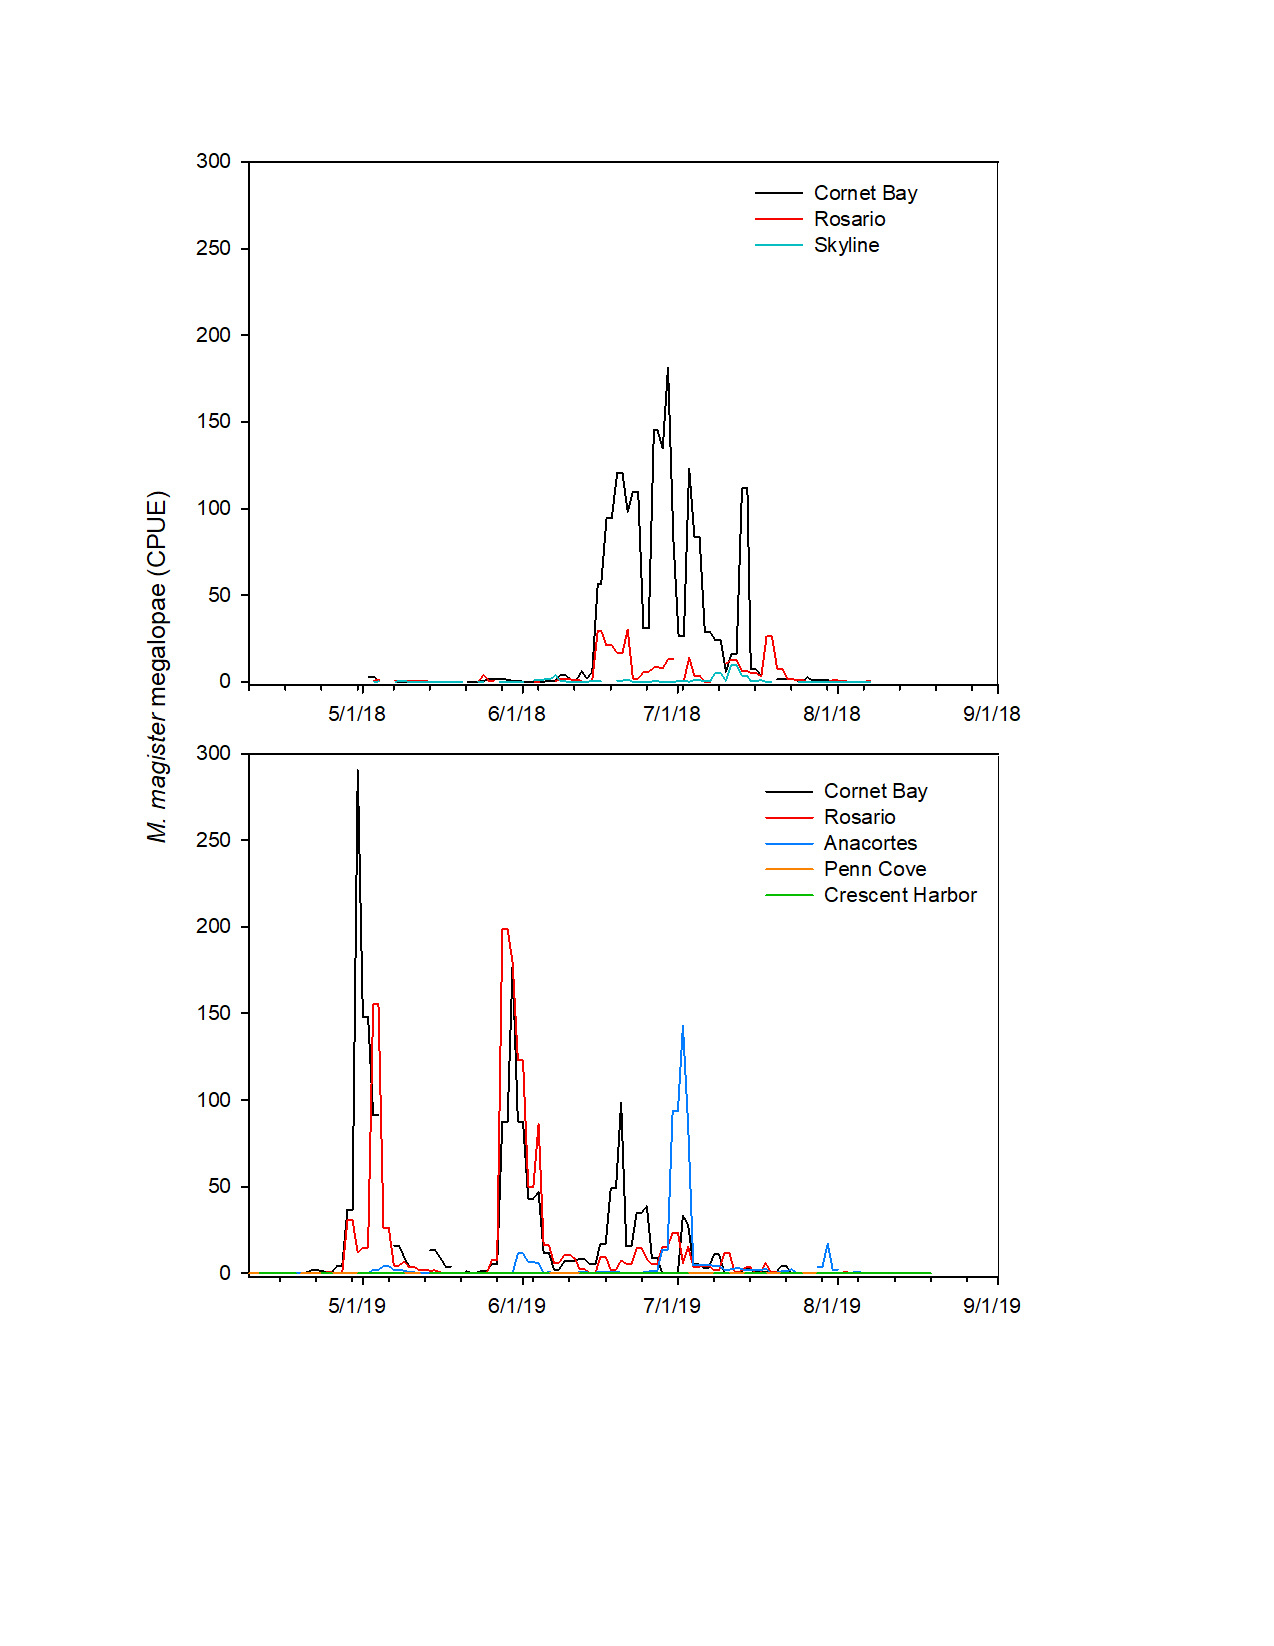 300
250
200
150
100
50
0
Cornet Bay
Rosario
Skyline
5/1/18 6/1/18 7/1/18 8/1/18 9/1/18
M. magister megalopae (CPUE)
300
250
200
150
100
50
0
Cornet Bay
Rosario
Anacortes
Penn Cove
Crescent Harbor
5/1/19 6/1/19 7/1/19 8/1/19 9/1/19